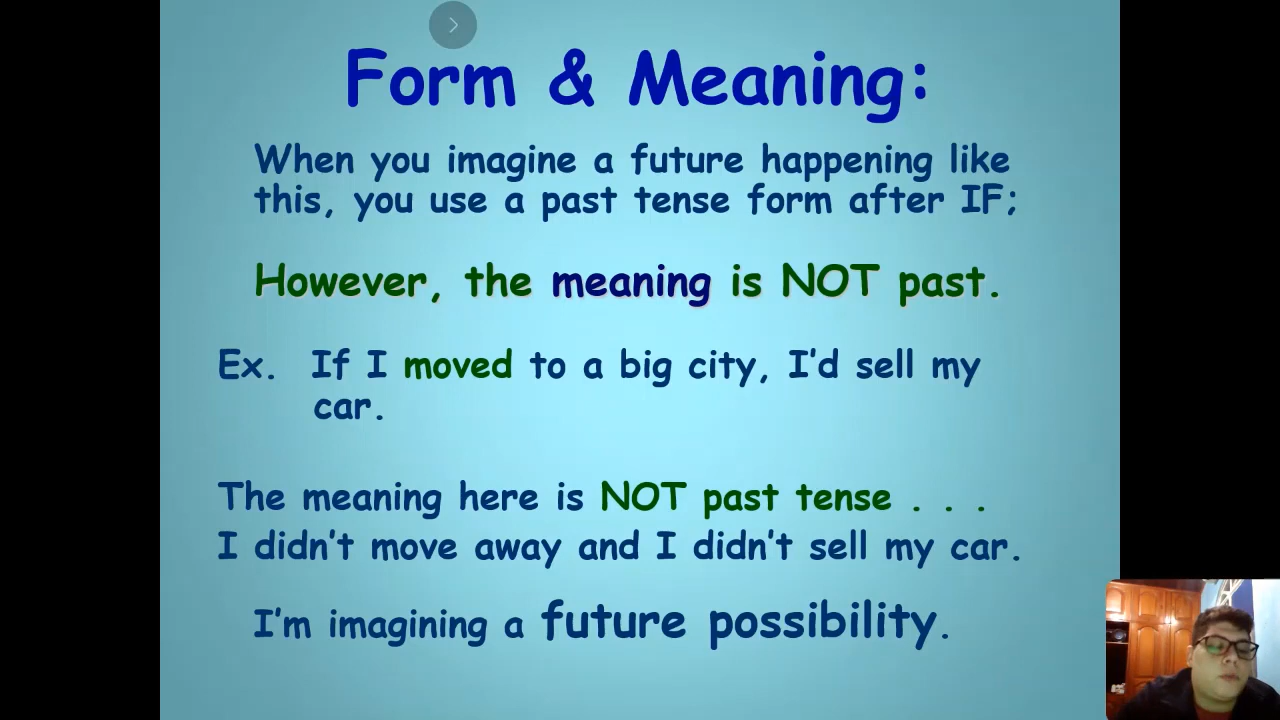 Form & Meaning:
When you imagine a future happening like
this, you use a past tense form after IF;
However, the meaning is NOT past.
Ex. If I moved to a big city, I'd sell my
car.
The meaning here is NOT past tense . . .
I didn't move away and I didn't sell my car.
I'm imagining a future possibility.